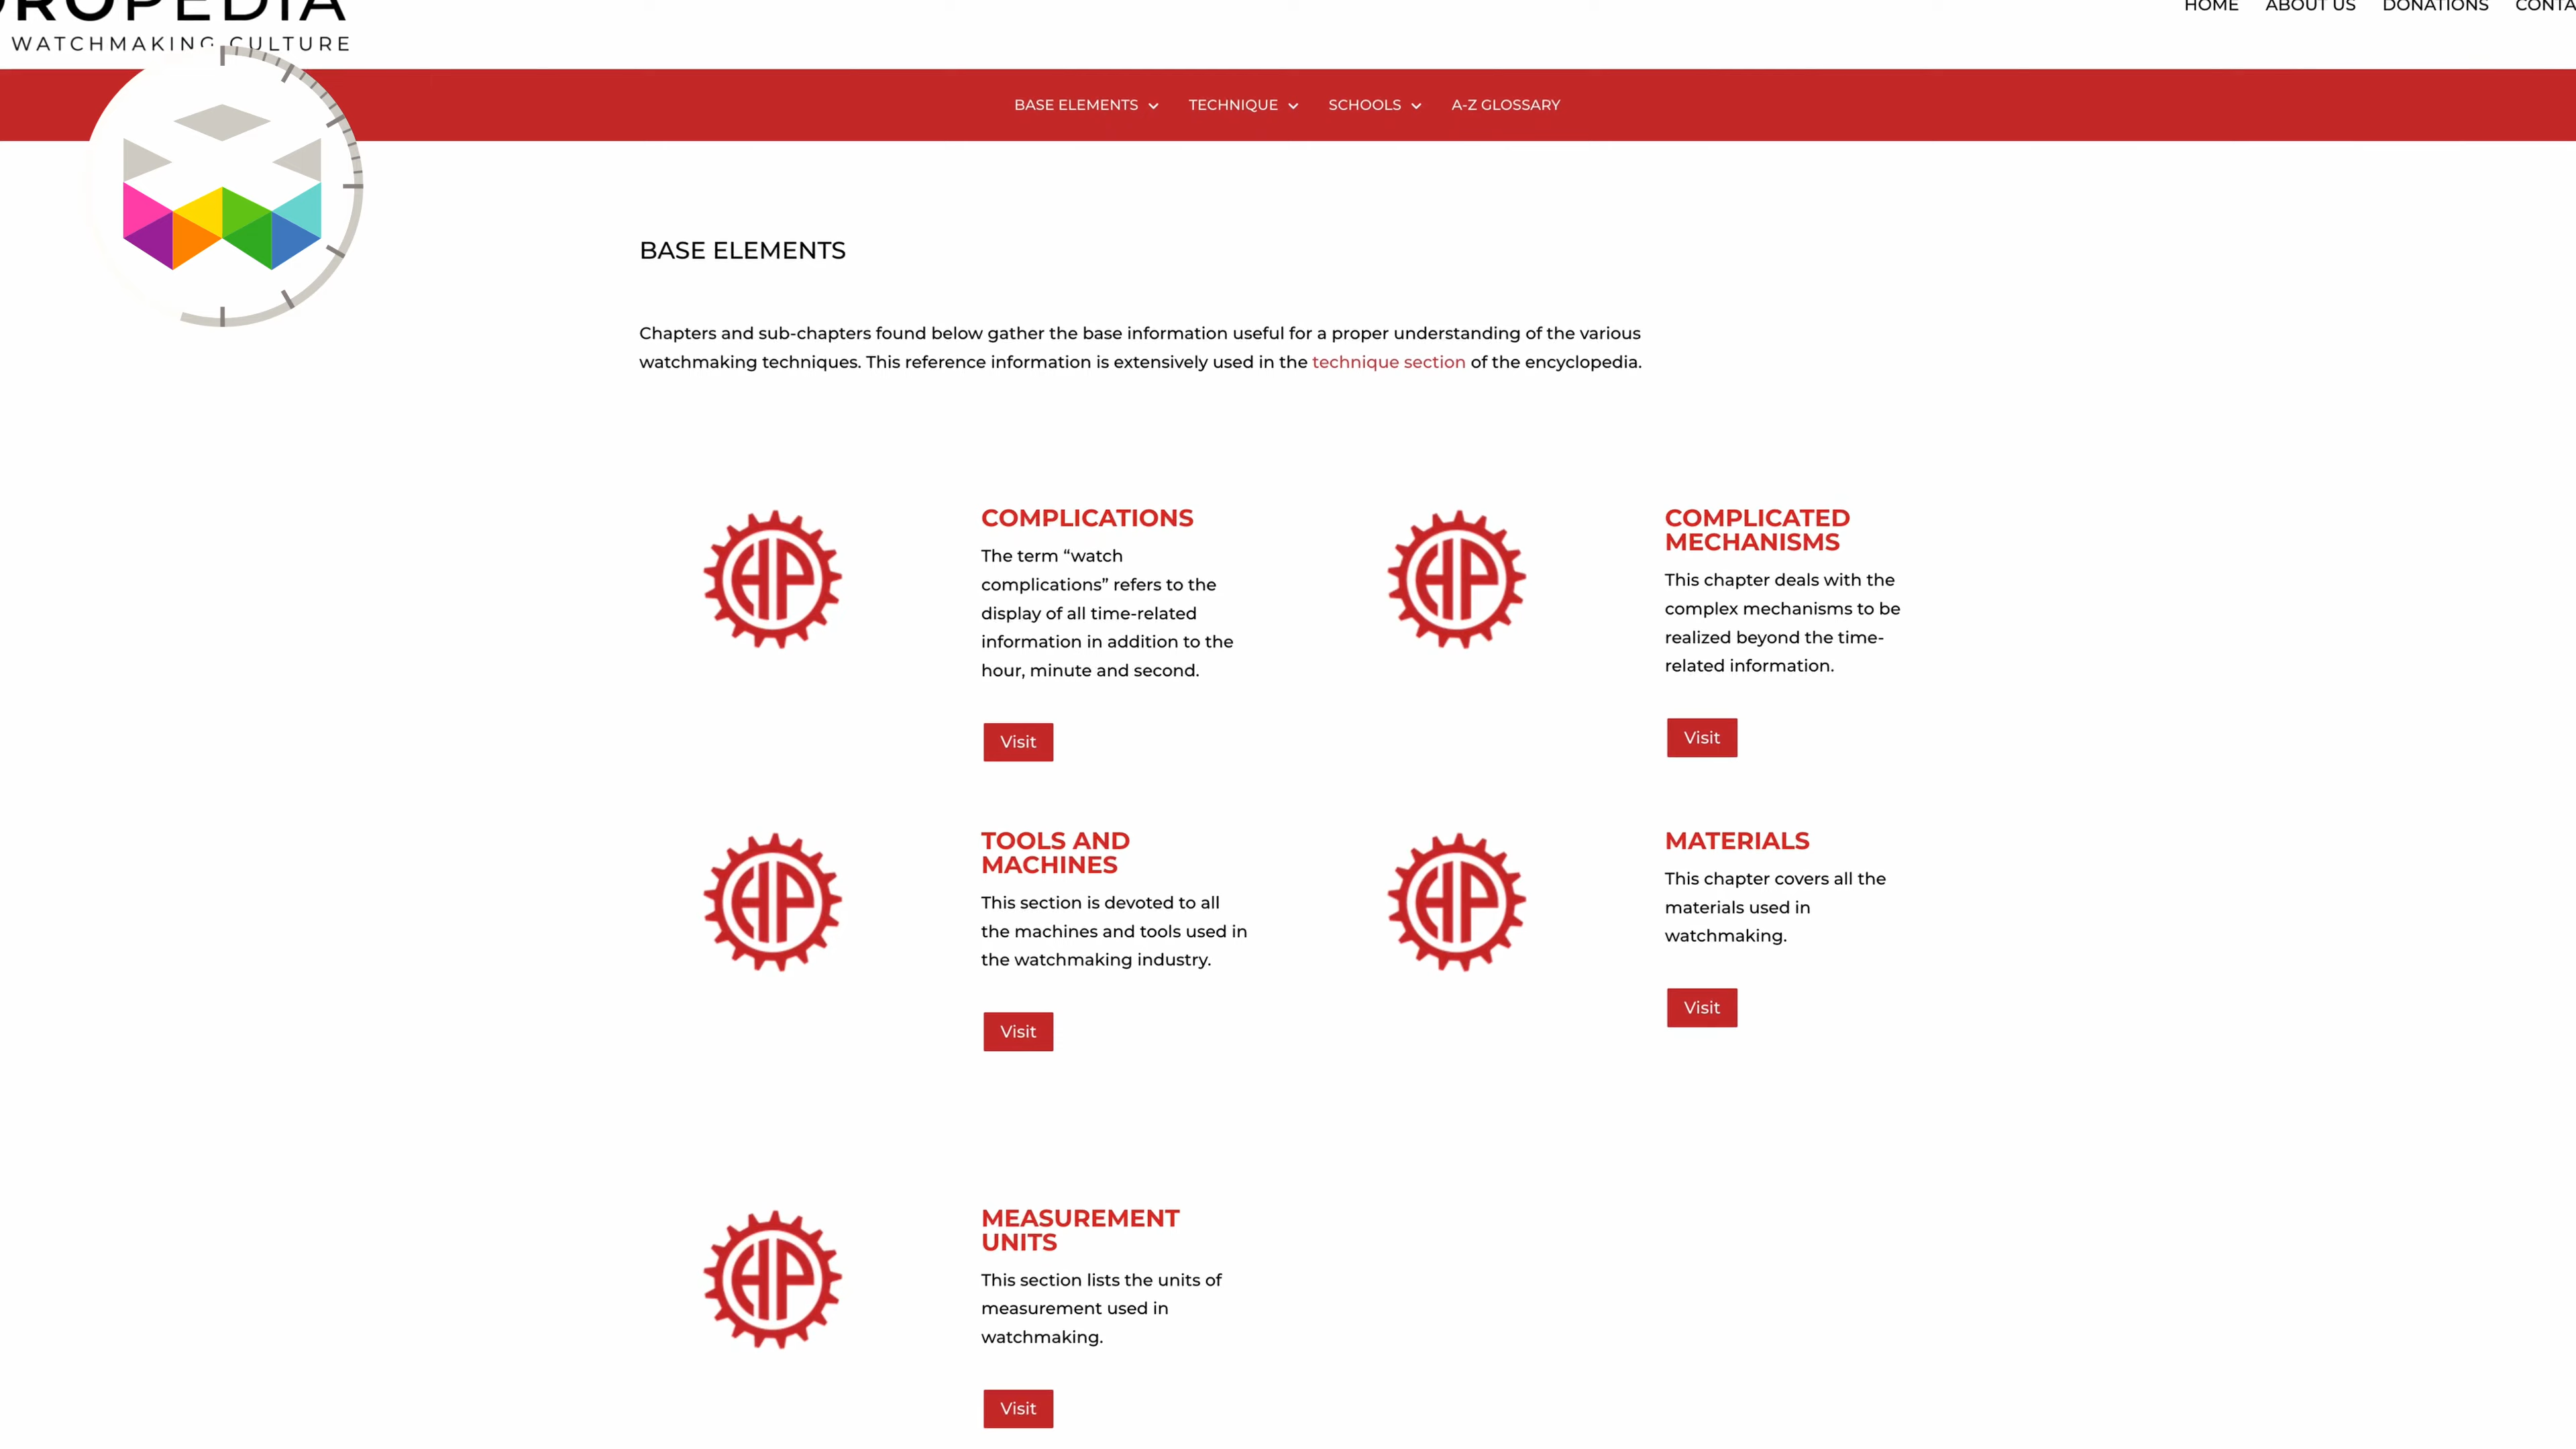 ROPEDIA
WATCHMAKING CULTURE
HOME ABOUT US DONATIONS
BASE ELEMENTS TECHNIQUE SCHOOLS A-Z GLOSSARY
BASE ELEMENTS
Chapters and sub-chapters found below gather the base information useful for a proper understanding of the various
watchmaking techniques. This reference information is extensively used in the technique section of the encyclopedia.
COMPLICATIONS
The term “watch
complications” refers to the
display of all time-related
information in addition to the
hour, minute and second.
Visit
COMPLICATED
MECHANISMS
This chapter deals with the
complex mechanisms to be
realized beyond the time-
related information.
Visit
TOOLS AND
MACHINES
This section is devoted to all
the machines and tools used in
the watchmaking industry.
Visit
MATERIALS
This chapter covers all the
materials used in
watchmaking.
Visit
MEASUREMENT
UNITS
This section lists the units of
measurement used in
watchmaking.
Visit